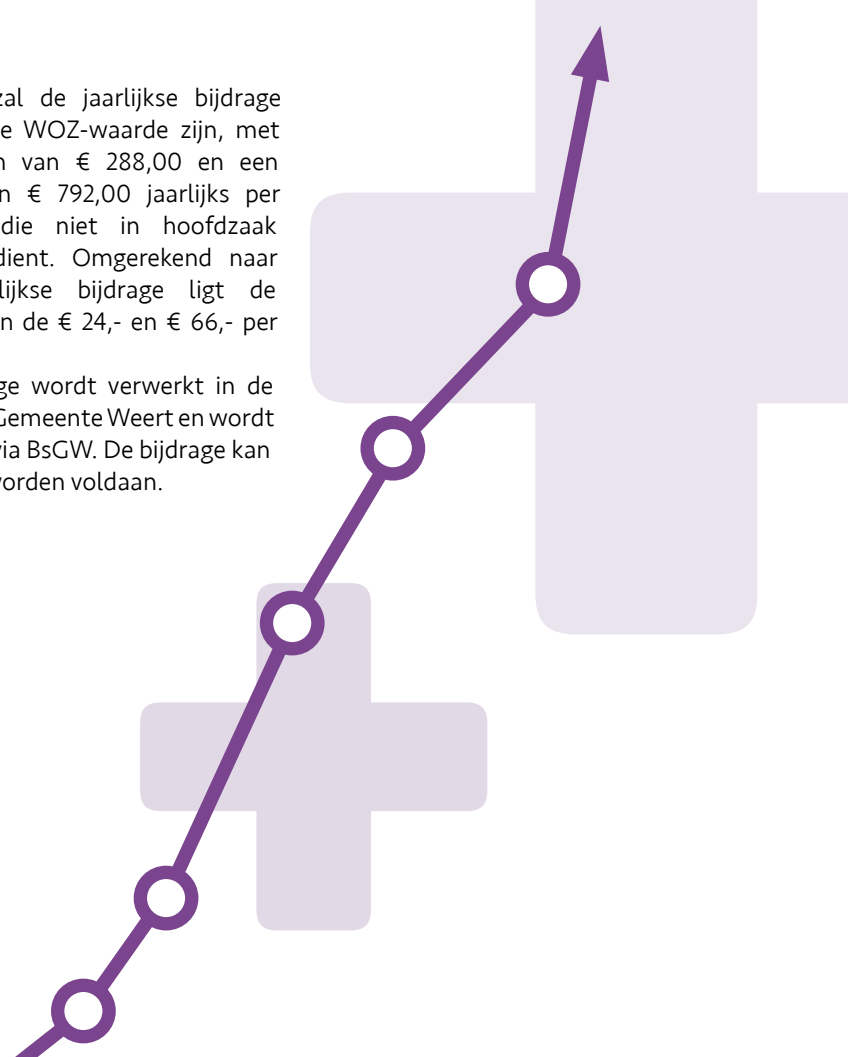 zal de jaarlijkse bijdrage
WOZ-waarde zijn, met
van € 288,00 en een
€ 792,00 jaarlijks per
die niet in hoofdzaak
dient. Omgerekend naar
bijdrage ligt de
de € 24,- en € 66,- per
wordt verwerkt in de
Gemeente Weert en wordt
via BsGW. De bijdrage kan
worden voldaan.